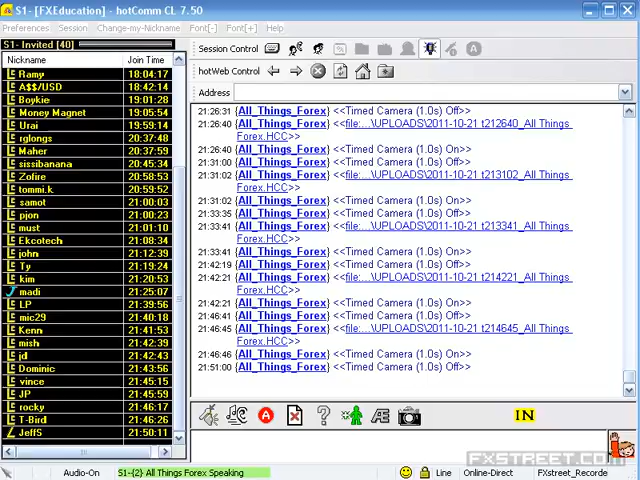 S1- [FXEducation] - hotComm CL 7.50
Preferences Session Change-my-Nickname Font[-] Font[+] Help
S1- Invited [40]
Nickname Join Time
Ramy 18:04:17
A$$/USD 18:42:14
Boykie 19:01:28
Money Magnet 19:05:54
Urai 19:59:14
rglongs 20:37:48
Maher 20:37:59
sissibanana 20:45:34
Zofire 20:58:53
tommi.k 20:59:52
samot 21:00:03
pjon 21:00:23
must 21:01:10
Ekcotech 21:08:34
john 21:12:39
Ty 21:19:24
kim 21:20:53
madi 21:25:07
LP 21:39:56
mic29 21:40:18
Kenn 21:41:53
mish 21:42:39
jd 21:42:43
Dominic 21:43:56
vince 21:45:15
JP 21:45:59
rocky 21:46:17
T-Bird 21:46:26
JeffS 21:50:11
Session Control
hotWeb Control
Address
21:26:31 {All_Things_Forex} <<Timed Camera (1.0s) Off>>
21:26:40 {All_Things_Forex} <<file:...\UPLOADS\2011-10-21 t212640_All Things
Forex.HCC>>
21:26:40 {All_Things_Forex} <<Timed Camera (1.0s) On>>
21:31:00 {All_Things_Forex} <<Timed Camera (1.0s) Off>>
21:31:02 {All_Things_Forex} <<file:...\UPLOADS\2011-10-21 t213102_All Things
Forex.HCC>>
21:31:02 {All_Things_Forex} <<Timed Camera (1.0s) On>>
21:33:35 {All_Things_Forex} <<Timed Camera (1.0s) Off>>
21:33:41 {All_Things_Forex} <<file:...\UPLOADS\2011-10-21 t213341_All Things
Forex.HCC>>
21:33:41 {All_Things_Forex} <<Timed Camera (1.0s) On>>
21:42:19 {All_Things_Forex} <<Timed Camera (1.0s) Off>>
21:42:21 {All_Things_Forex} <<file:...\UPLOADS\2011-10-21 t214221_All Things
Forex.HCC>>
21:42:21 {All_Things_Forex} <<Timed Camera (1.0s) On>>
21:46:41 {All_Things_Forex} <<Timed Camera (1.0s) Off>>
21:46:45 {All_Things_Forex} <<file:...\UPLOADS\2011-10-21 t214645_All Things
Forex.HCC>>
21:46:46 {All_Things_Forex} <<Timed Camera (1.0s) On>>
21:51:00 {All_Things_Forex} <<Timed Camera (1.0s) Off>>
A ? Æ IN
FXSTREET.COM
Audio-On S1-{2} All Things Forex Speaking Line Online-Direct FXstreet_Recorde